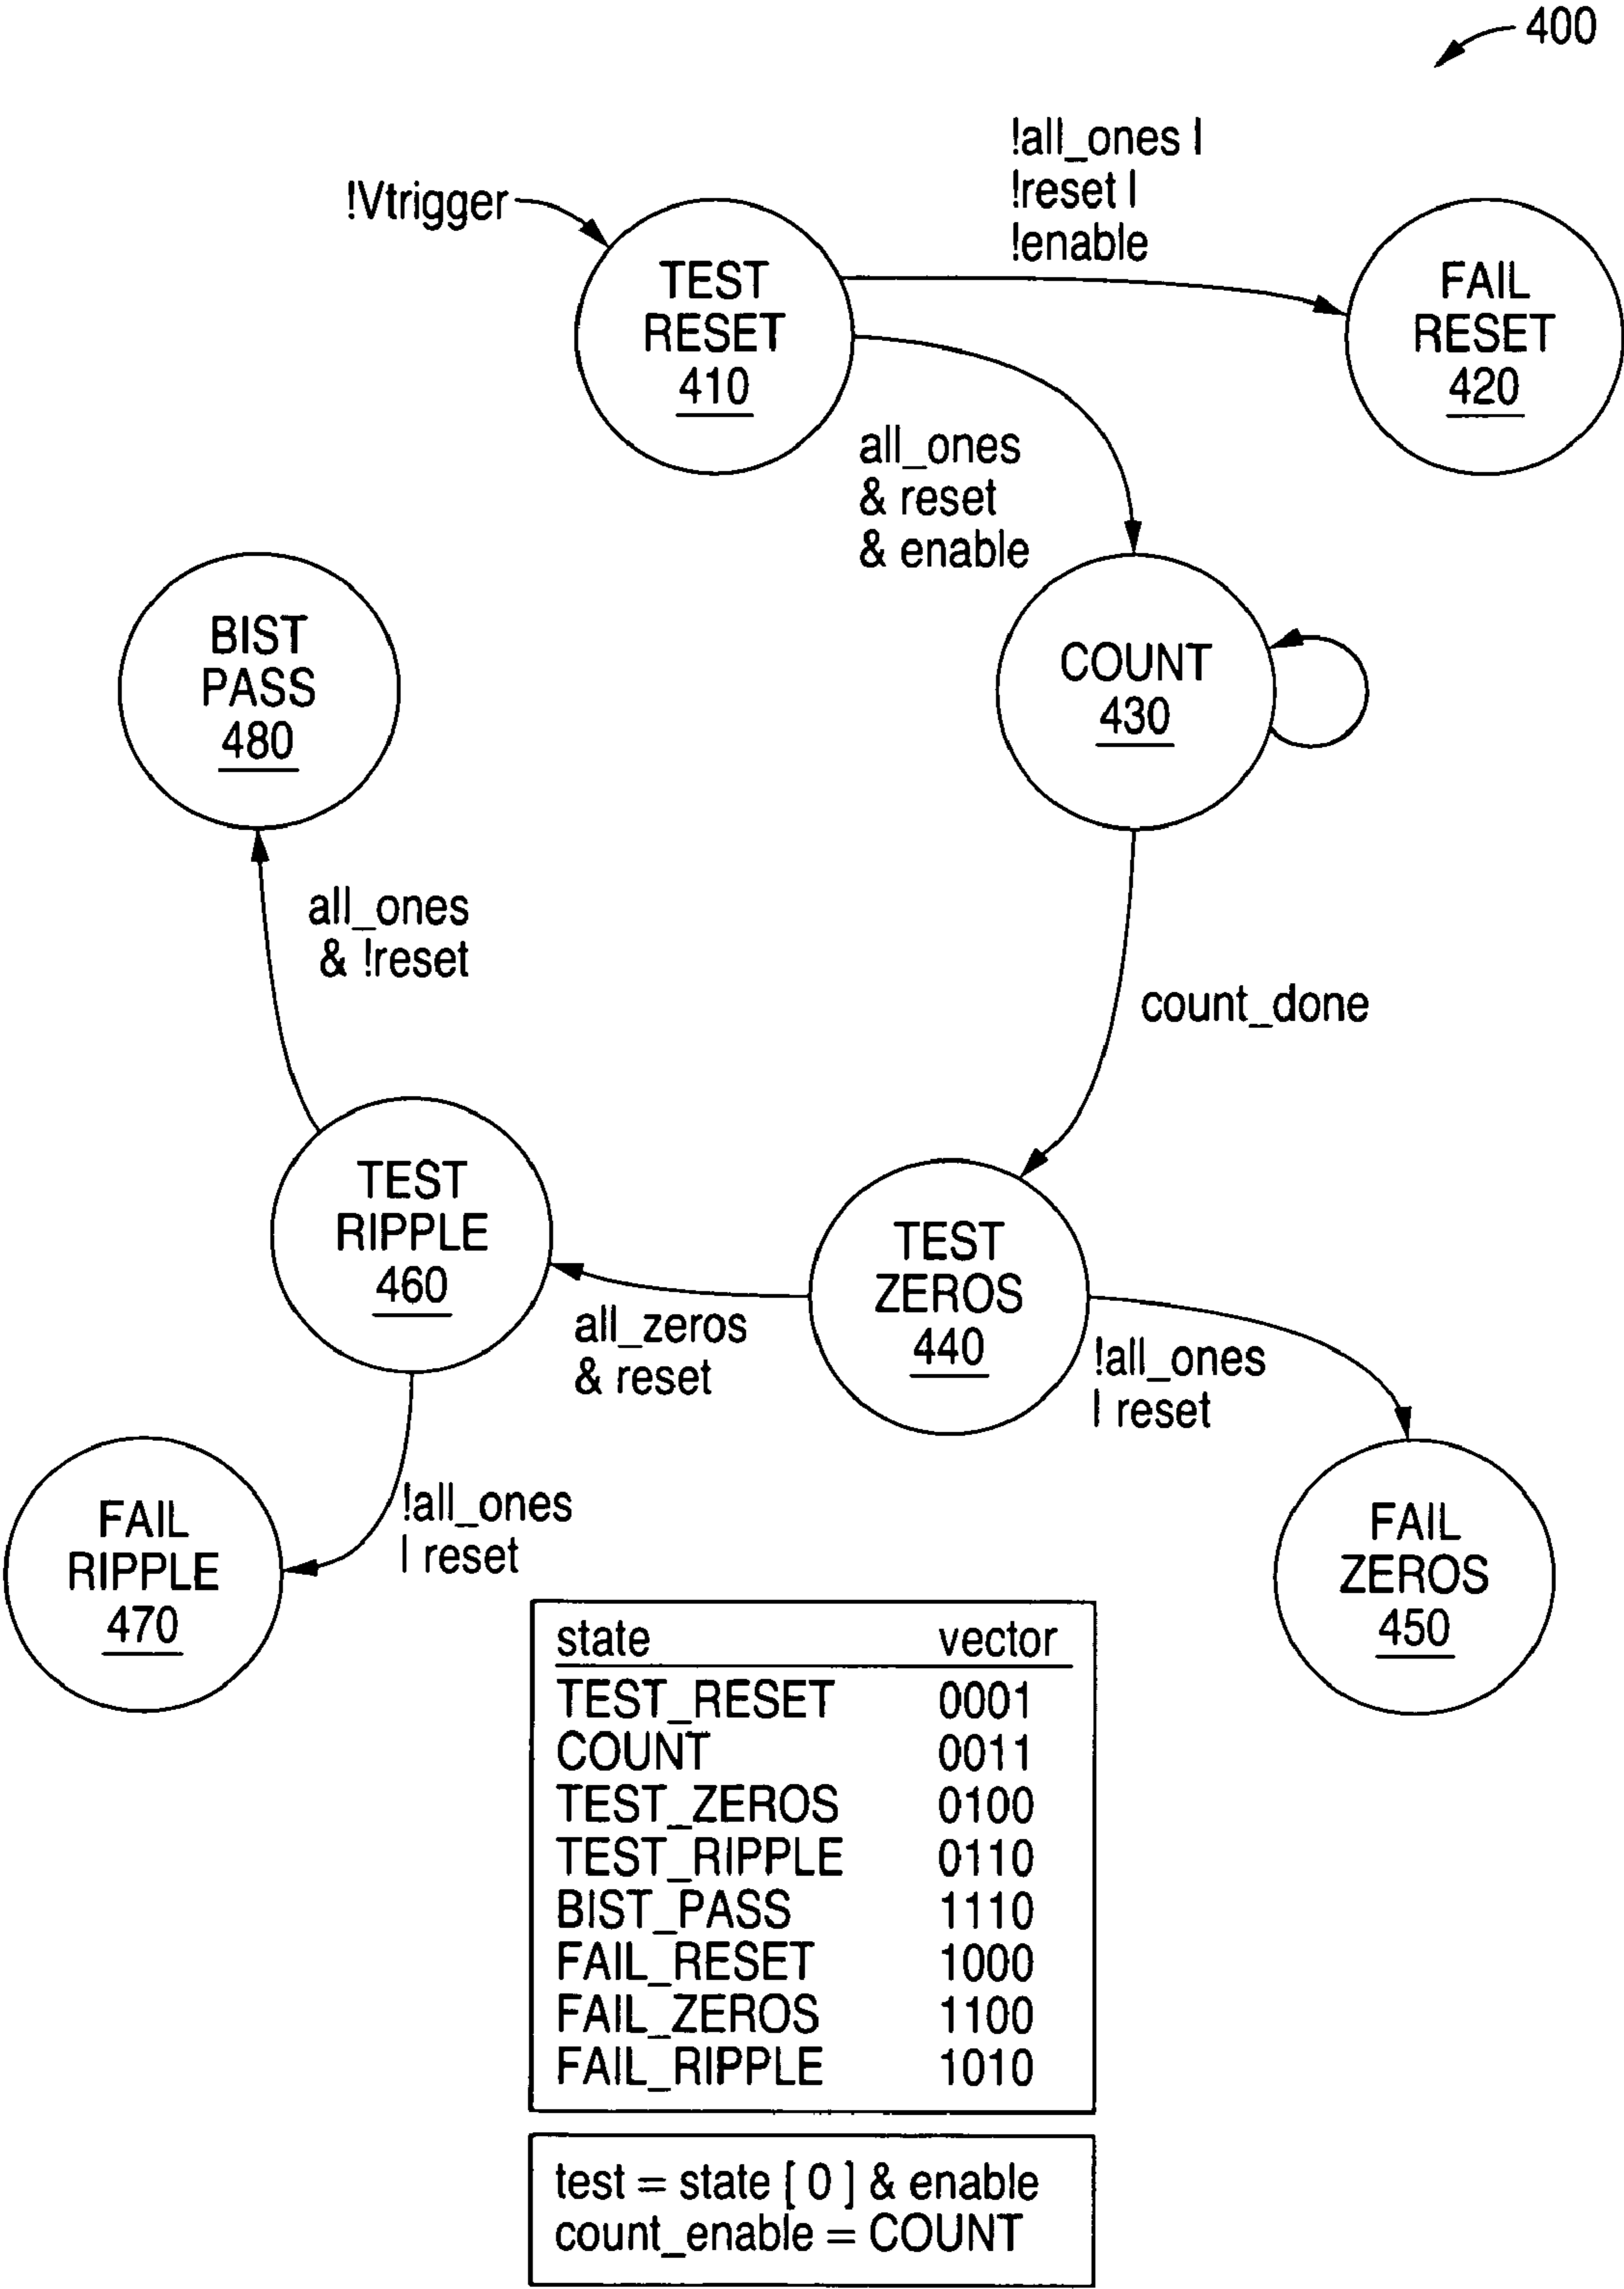 400
!all_ones |
!reset |
!enable
!Vtrigger
TEST
RESET
410
FAIL
RESET
420
all_ones
& reset
& enable
BIST
PASS
480
COUNT
430
all_ones
& !reset
count_done
TEST
RIPPLE
460
TEST
ZEROS
440
all_zeros
& reset
!all_ones
| reset
FAIL
RIPPLE
470
!all_ones
| reset
FAIL
ZEROS
450
state vector
TEST_RESET 0001
COUNT 0011
TEST_ZEROS 0100
TEST_RIPPLE 0110
BIST_PASS 1110
FAIL_RESET 1000
FAIL_ZEROS 1100
FAIL_RIPPLE 1010
test = state [ 0 ] & enable
count_enable = COUNT